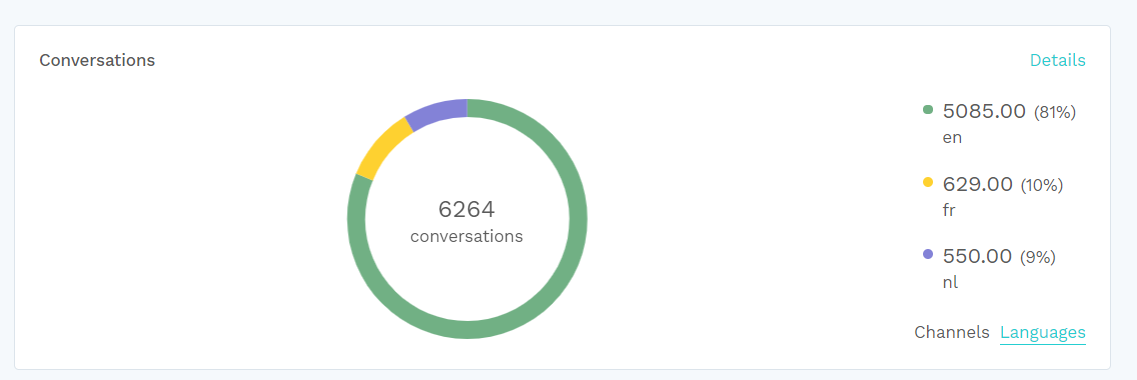 Conversations
Details
6264
conversations
5085.00 (81%)
en
629.00 (10%)
fr
550.00 (9%)
nl
Channels Languages